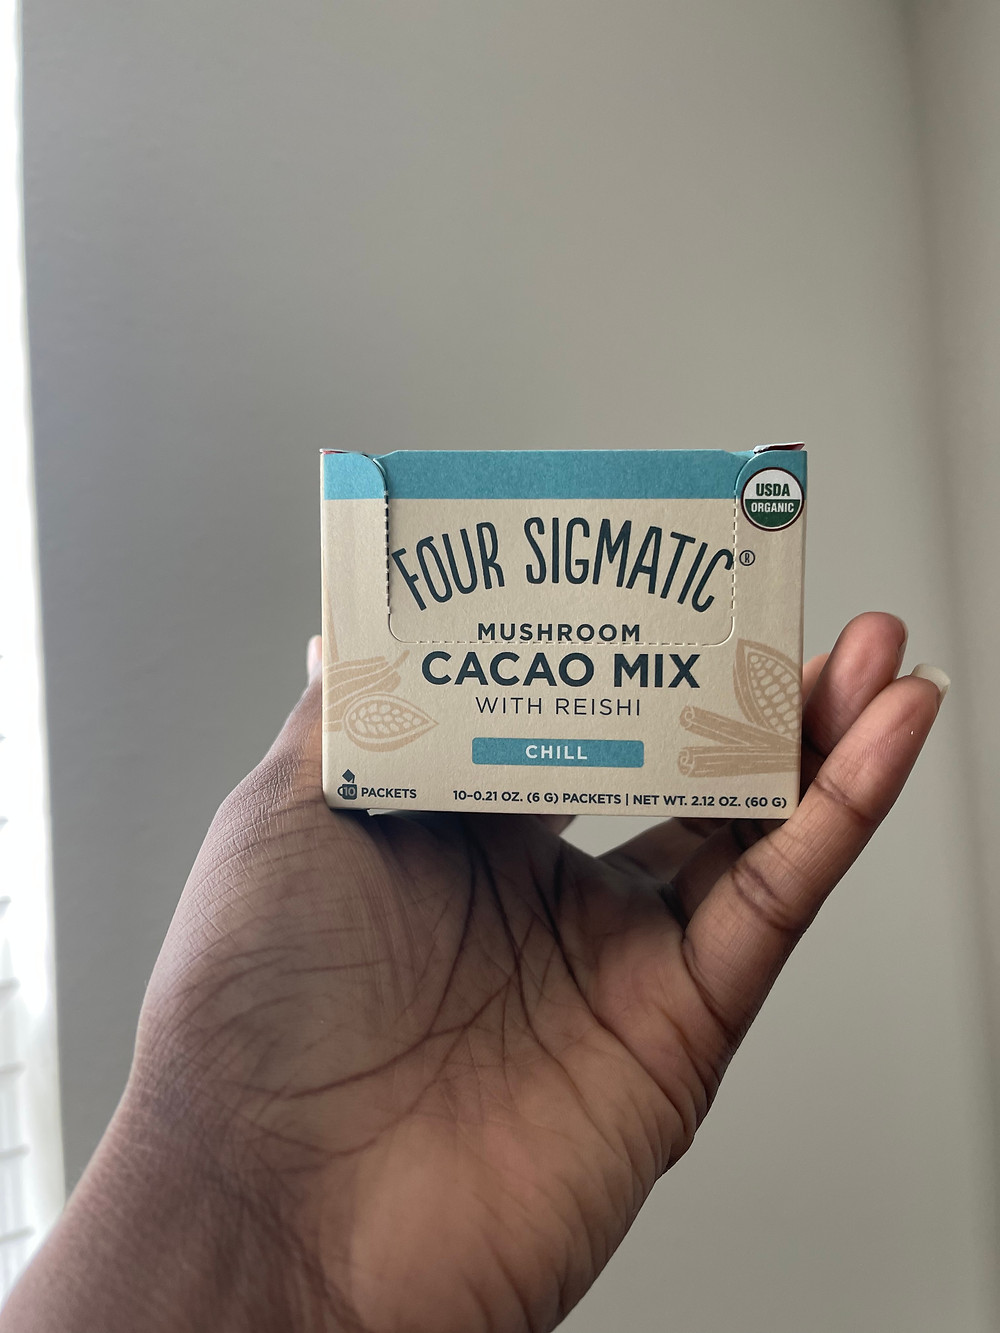 USDA
ORGANIC
FOUR SIGMATIC®
MUSHROOM
CACAO MIX
WITH REISHI
CHILL
10 PACKETS
10-0.21 OZ. (6 G) PACKETS | NET WT. 2.12 OZ. (60 G)